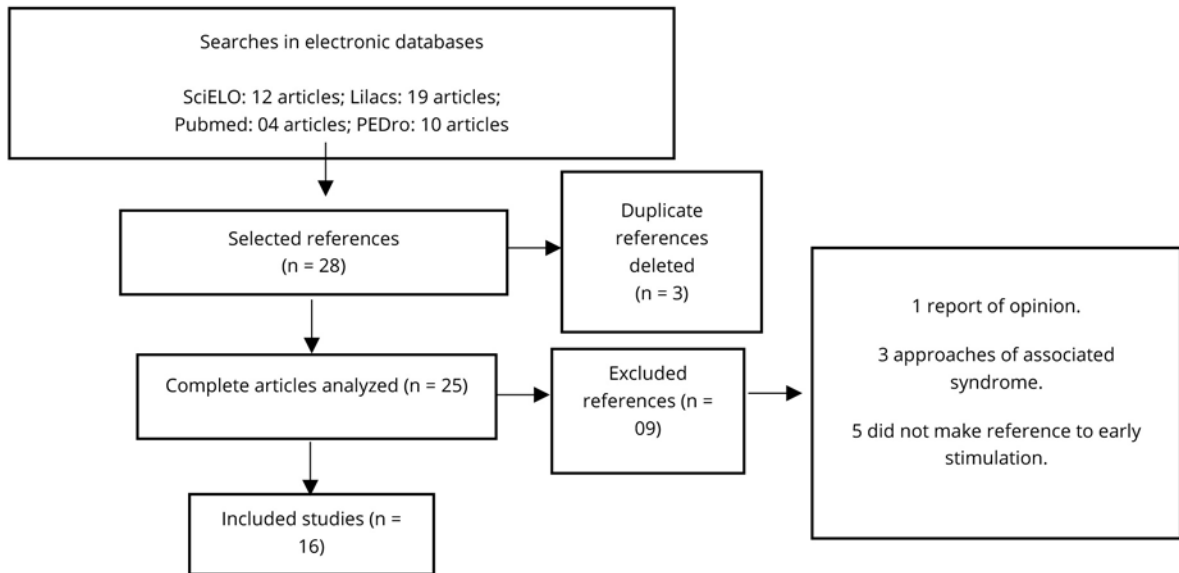 Searches in electronic databases
SciELO: 12 articles; Lilacs: 19 articles;
Pubmed: 04 articles; PEDro: 10 articles
Selected references
(n = 28)
Duplicate
references
deleted
(n = 3)
Complete articles analyzed (n = 25)
Excluded
references (n =
09)
1 report of opinion.
3 approaches of associated
syndrome.
5 did not make reference to early
stimulation.
Included studies (n =
16)